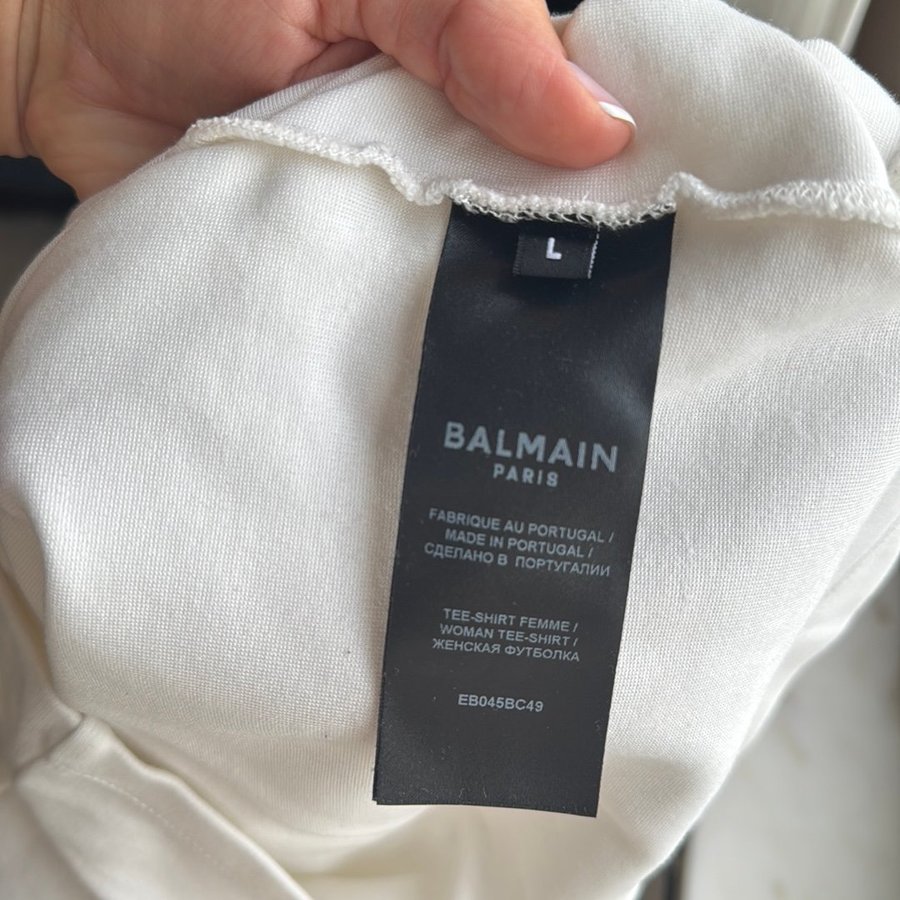 L
BALMAIN
PARIS
FABRIQUE AU PORTUGAL /
MADE IN PORTUGAL /
СДЕЛАНО В ПОРТУГАЛИИ
TEE-SHIRT FEMME /
WOMAN TEE-SHIRT /
ЖЕНСКАЯ ФУТБОЛКА
EB045BC49